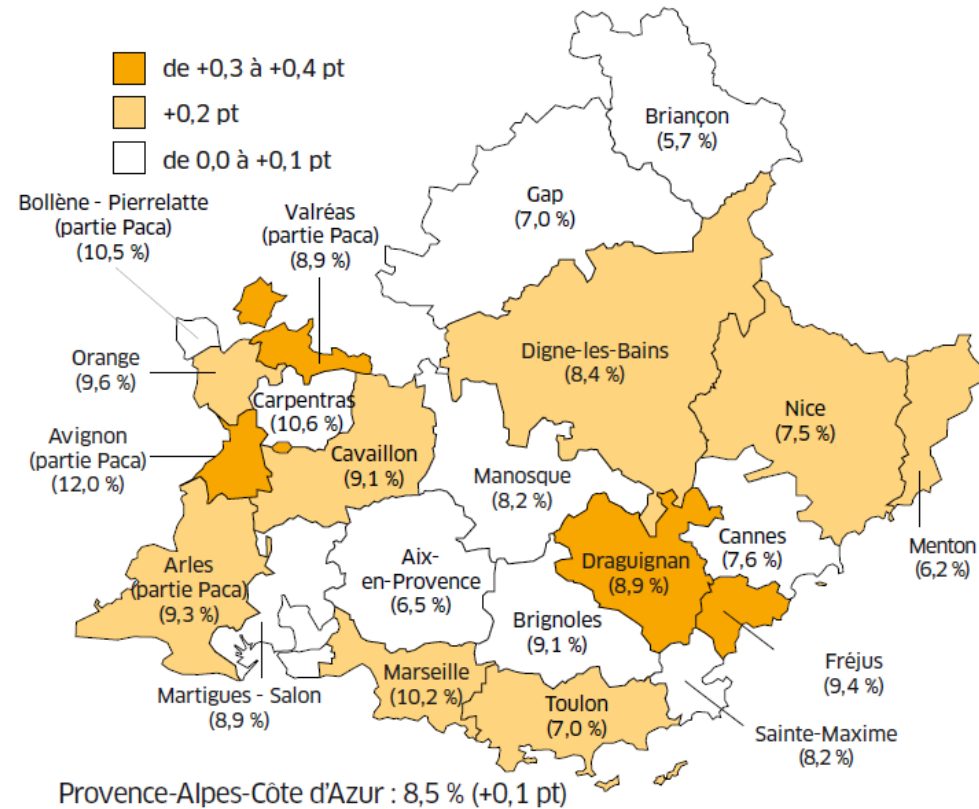 de +0,3 à +0,4 pt
+0,2 pt
de 0,0 à +0,1 pt
Briançon
(5,7 %)
Gap
(7,0 %)
Bollène - Pierrelatte
(partie Paca)
(10,5 %)
Valréas
(partie Paca)
(8,9 %)
Orange
(9,6 %)
Carpentras
(10,6 %)
Digne-les-Bains
(8,4 %)
Nice
(7,5 %)
Avignon
(partie Paca)
(12,0 %)
Cavaillon
(9,1 %)
Manosque
(8,2 %)
Cannes
(7,6 %)
Menton
(6,2 %)
Arles
(partie Paca)
(9,3 %)
Aix-
en-Provence
(6,5 %)
Draguignan
(8,9 %)
Brignoles
(9,1 %)
Fréjus
(9,4 %)
Martigues - Salon
(8,9 %)
Marseille
(10,2 %)
Toulon
(7,0 %)
Sainte-Maxime
(8,2 %)
Provence-Alpes-Côte d'Azur : 8,5 % (+0,1 pt)